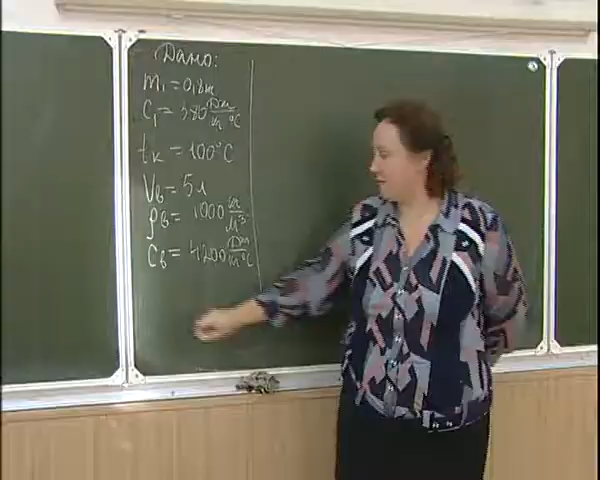 Дано:
m₁ = 0,8 кг
C₁ = 380 Дж/кг °C
tк = 100°C
Vв = 5 л
ρв = 1000 кг/м³
Cв = 4200 Дж/кг °C